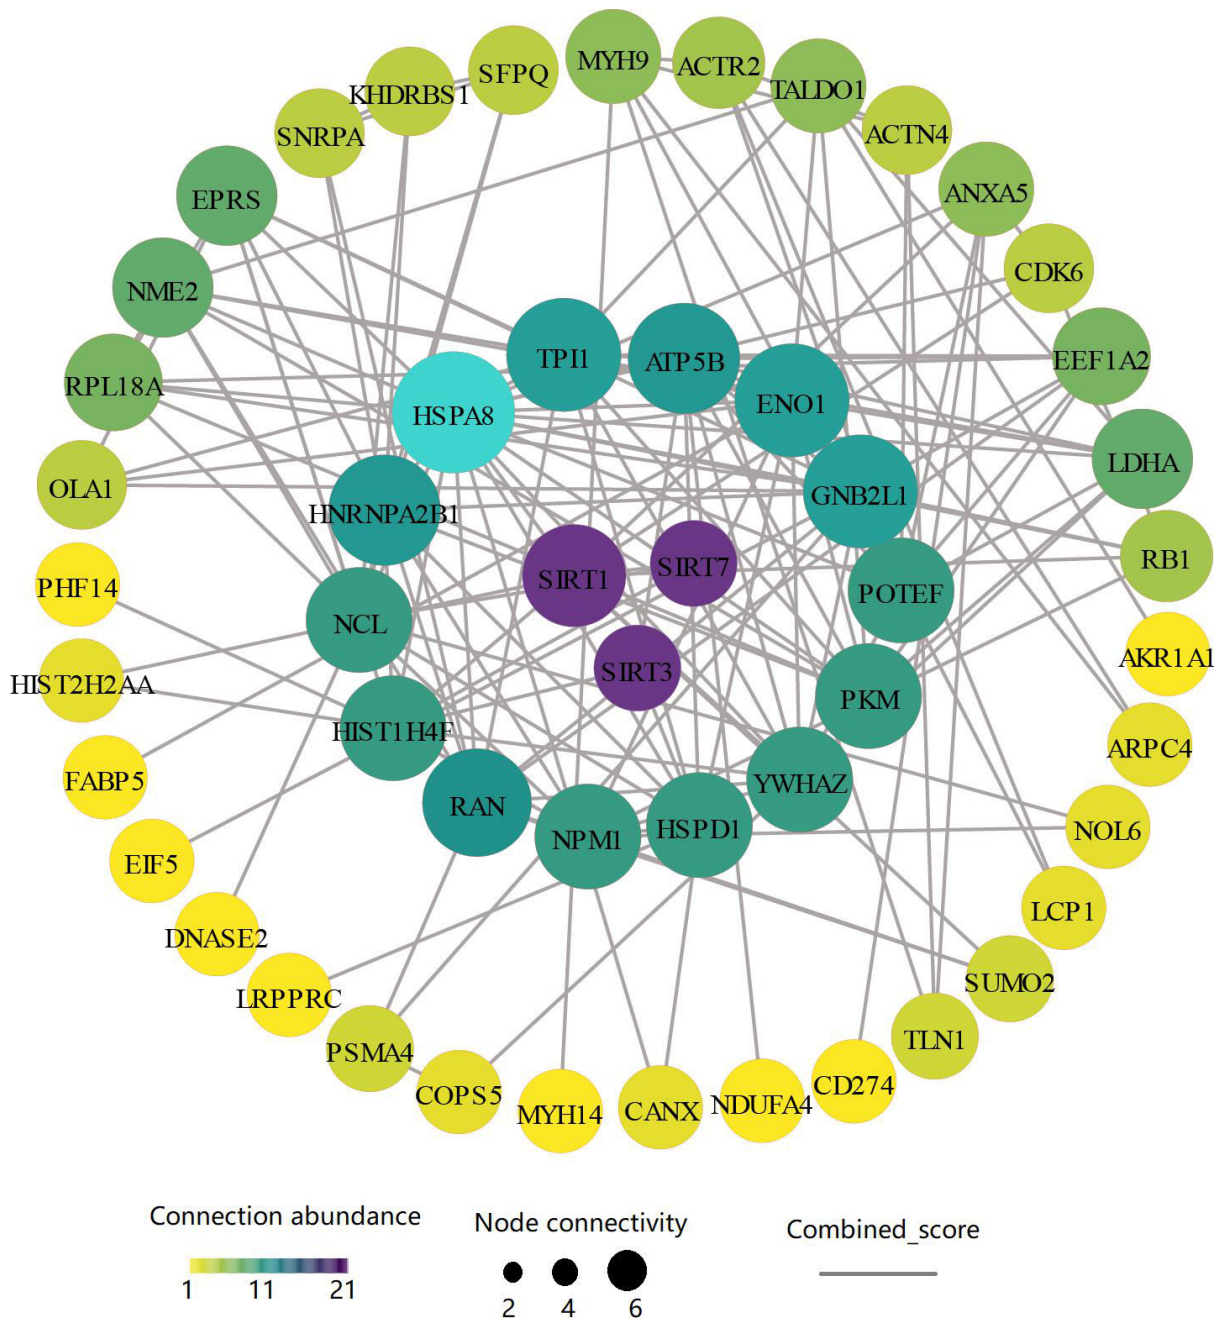 MYH9
ACTR2
SFPQ
KHDRBS1
TALDO1
SNRPA
ACTN4
EPRS
ANXA5
NME2
CDK6
TPI1
ATP5B
EEF1A2
RPL18A
ENO1
HSPA8
LDHA
OLA1
GNB2L1
HNRNPA2B1
RB1
SIRT7
SIRT1
PHF14
POTEF
NCL
AKR1A1
SIRT3
HIST2H2AA
PKM
HIST1H4F
ARPC4
FABP5
YWHAZ
RAN
HSPD1
NOL6
NPM1
EIF5
LCP1
DNASE2
SUMO2
LRPPRC
TLN1
PSMA4
CD274
COPS5
NDUFA4
CANX
MYH14
Connection abundance
1 11 21
Node connectivity
2 4 6
Combined_score